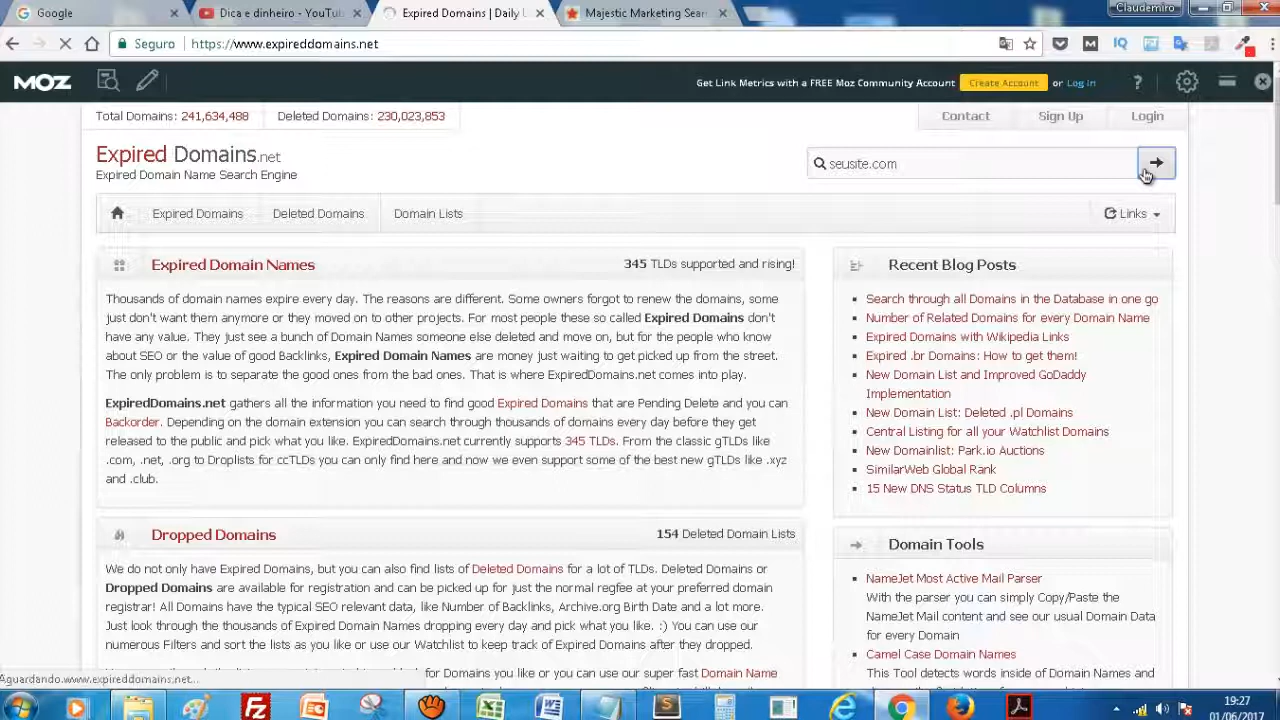 Google
Dica e dinheiro - YouTub
Expired Domains | Daily U
Majestic Marketing Sear
Claudemiro
Seguro
https://www.expireddomains.net
MOZ
Get Link Metrics with a FREE Moz Community Account
Create Account
or Log in
?
Total Domains: 241,634,488
Deleted Domains: 230,023,853
Contact
Sign Up
Login
Expired Domains.net
Expired Domain Name Search Engine
seusite.com
Expired Domains
Deleted Domains
Domain Lists
Links
Expired Domain Names
345 TLDs supported and rising!
Thousands of domain names expire every day. The reasons are different. Some owners forgot to renew the domains, some
just don't want them anymore or they moved on to other projects. For most people these so called Expired Domains don't
have any value. They just see a bunch of Domain Names someone else deleted and move on, but for the people who know
about SEO or the value of good Backlinks, Expired Domain Names are money just waiting to get picked up from the street.
The only problem is to separate the good ones from the bad ones. That is where ExpiredDomains.net comes into play.
ExpiredDomains.net gathers all the information you need to find good Expired Domains that are Pending Delete and you can
Backorder. Depending on the domain extension you can search through thousands of domains every day before they get
released to the public and pick what you like. ExpiredDomains.net currently supports 345 TLDs. From the classic gTLDs like
.com, .net, .org to Droplists for ccTLDs you can only find here and now we even support some of the best new gTLDs like .xyz
and .club.
Recent Blog Posts
Search through all Domains in the Database in one go
Number of Related Domains for every Domain Name
Expired Domains with Wikipedia Links
Expired .br Domains: How to get them!
New Domain List and Improved GoDaddy
Implementation
New Domain List: Deleted .pl Domains
Central Listing for all your Watchlist Domains
New Domainlist: Park.io Auctions
SimilarWeb Global Rank
15 New DNS Status TLD Columns
Dropped Domains
154 Deleted Domain Lists
We do not only have Expired Domains, but you can also find lists of Deleted Domains for a lot of TLDs. Deleted Domains or
Dropped Domains are available for registration and can be picked up for just the normal regfee at your preferred domain
registrar! All Domains have the typical SEO relevant data, like Number of Backlinks, Archive.org Birth Date and a lot more.
Just look through the thousands of Expired Domain Names dropping every day and pick what you like. :) You can use our
numerous Filters and sort the lists as you like or use our Watchlist to keep track of Expired Domains after they dropped.
for Domains you like or you can use our super fast Domain Name
Domain Tools
NameJet Most Active Mail Parser
With the parser you can simply Copy/Paste the
NameJet Mail content and see our usual Domain Data
for every Domain
Camel Case Domain Names
This Tool detects words inside of Domain Names and
Aguardando www.expireddomains.net...
19:27
01/06/2017